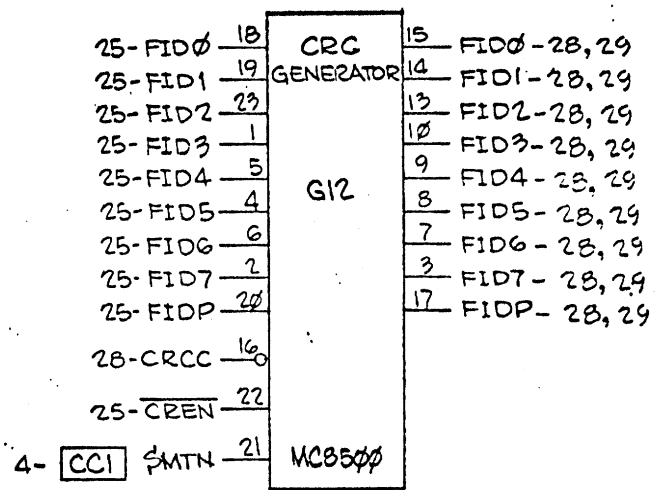 25-FIDØ 18 CRG 15 FIDØ-28,29
25-FID1 19 GENERATOR 14 FID1-28,29
25-FID2 23 13 FID2-28,29
25-FID3 1 1Ø FID3-28,29
25-FID4 5 9 FID4-28,29
G12
25-FID5 4 8 FID5-28,29
25-FID6 6 7 FID6-28,29
25-FID7 2 3 FID7-28,29
25-FIDP 2Ø 17 FIDP-28,29
28-CRCC 16
25-CREN 22
4- CC1 SMTN 21 MC85ØØ